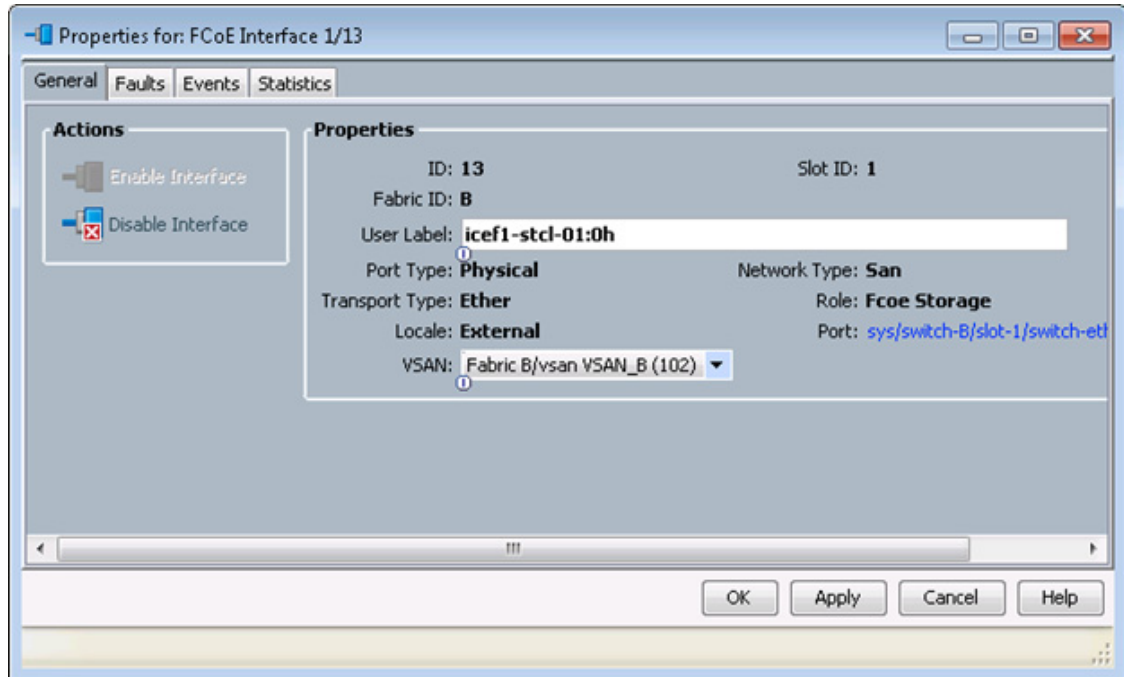 Properties for: FCoE Interface 1/13
General Faults Events Statistics
Actions
Enable Interface
Disable Interface
Properties
ID: 13 Slot ID: 1
Fabric ID: B
User Label: icef1-stcl-01:0h
Port Type: Physical Network Type: San
Transport Type: Ether Role: Fcoe Storage
Locale: External Port: sys/switch-B/slot-1/switch-eth
VSAN: Fabric B/vsan VSAN_B (102)
OK Apply Cancel Help